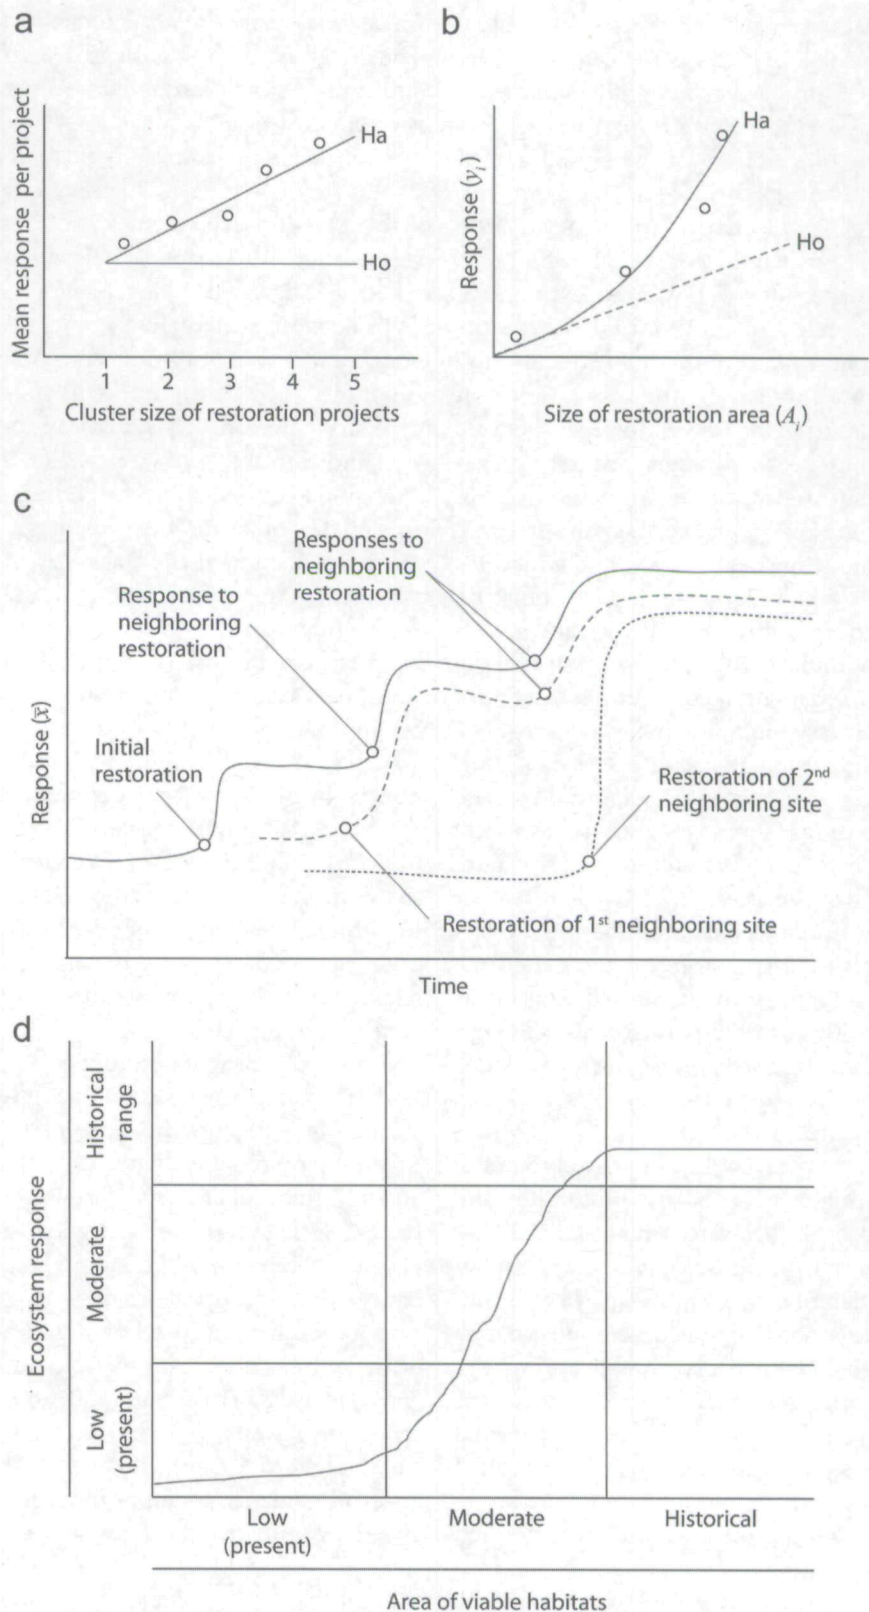 a
Mean response per project
Ha
Ho
1 2 3 4 5
Cluster size of restoration projects
b
Response (yᵢ)
Ha
Ho
Size of restoration area (Aᵢ)
c
Response (x̄)
Responses to
neighboring
restoration
Response to
neighboring
restoration
Initial
restoration
Restoration of 2ⁿᵈ
neighboring site
Restoration of 1ˢᵗ neighboring site
Time
d
Ecosystem response
Historical
range
Moderate
Low
(present)
Low
(present)
Moderate
Historical
Area of viable habitats